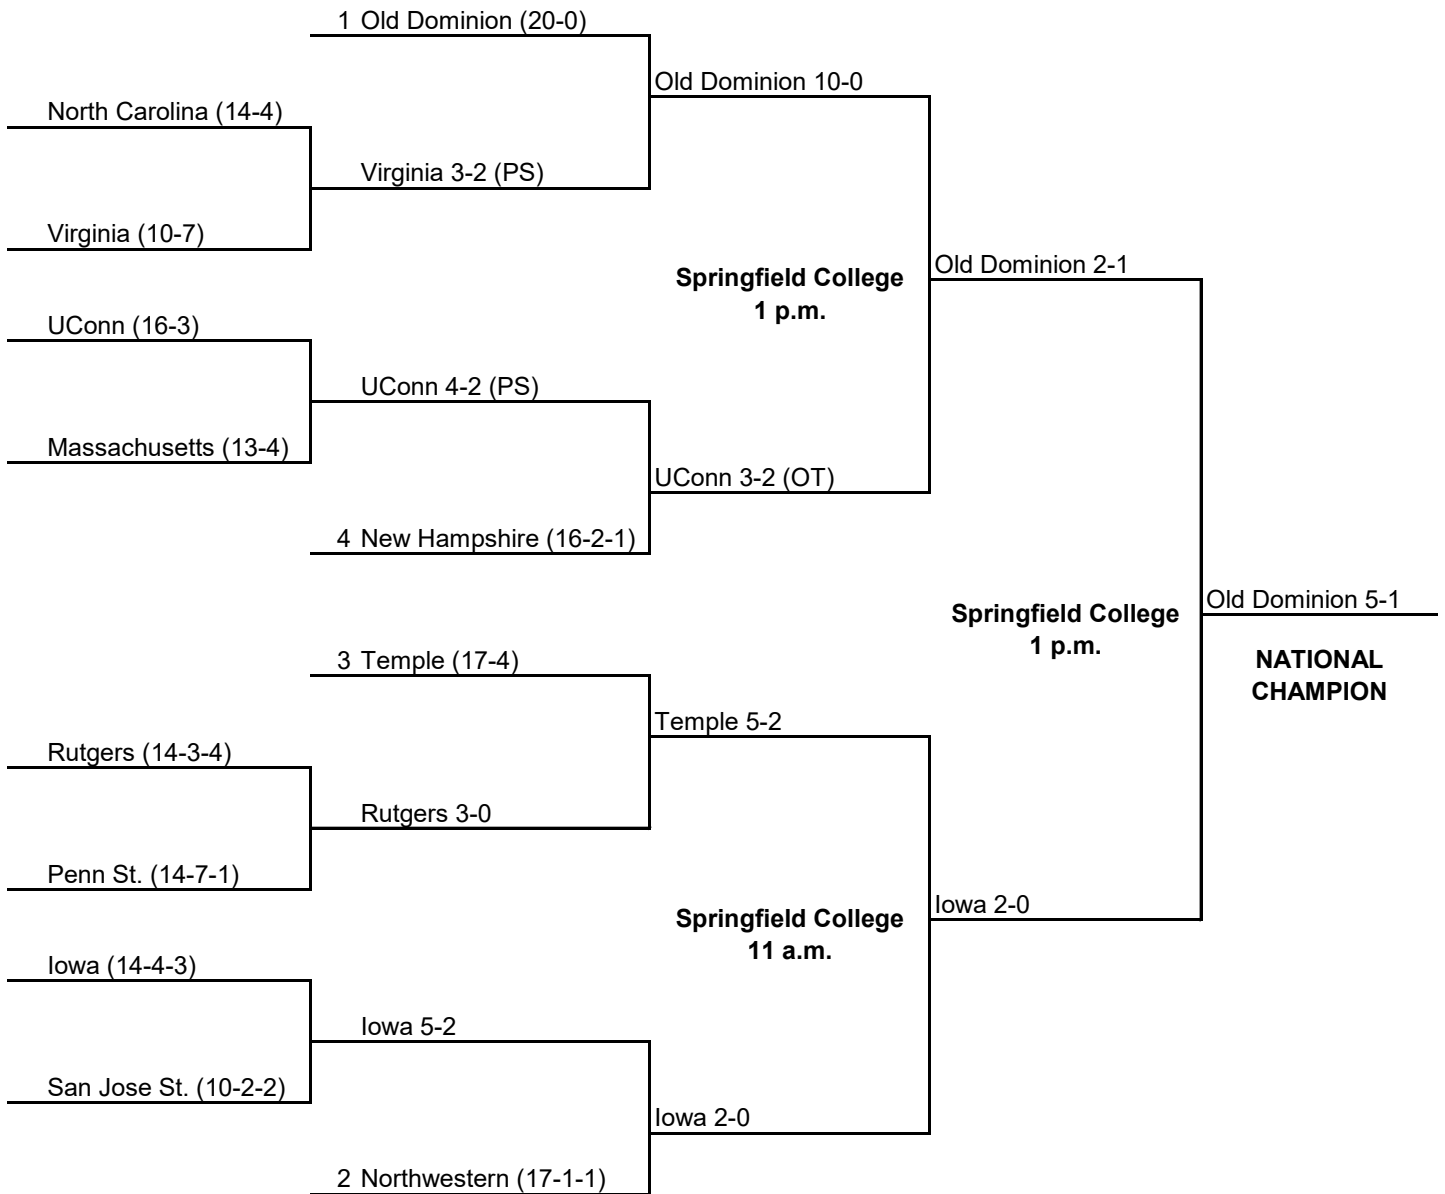 1 Old Dominion (20-0)
Old Dominion 10-0
North Carolina (14-4)
Virginia 3-2 (PS)
Virginia (10-7)
Old Dominion 2-1
Springfield College
1 p.m.
UConn (16-3)
UConn 4-2 (PS)
Massachusetts (13-4)
UConn 3-2 (OT)
4 New Hampshire (16-2-1)
Old Dominion 5-1
Springfield College
1 p.m.
NATIONAL
CHAMPION
3 Temple (17-4)
Temple 5-2
Rutgers (14-3-4)
Rutgers 3-0
Penn St. (14-7-1)
Iowa 2-0
Springfield College
11 a.m.
Iowa (14-4-3)
Iowa 5-2
San Jose St. (10-2-2)
Iowa 2-0
2 Northwestern (17-1-1)